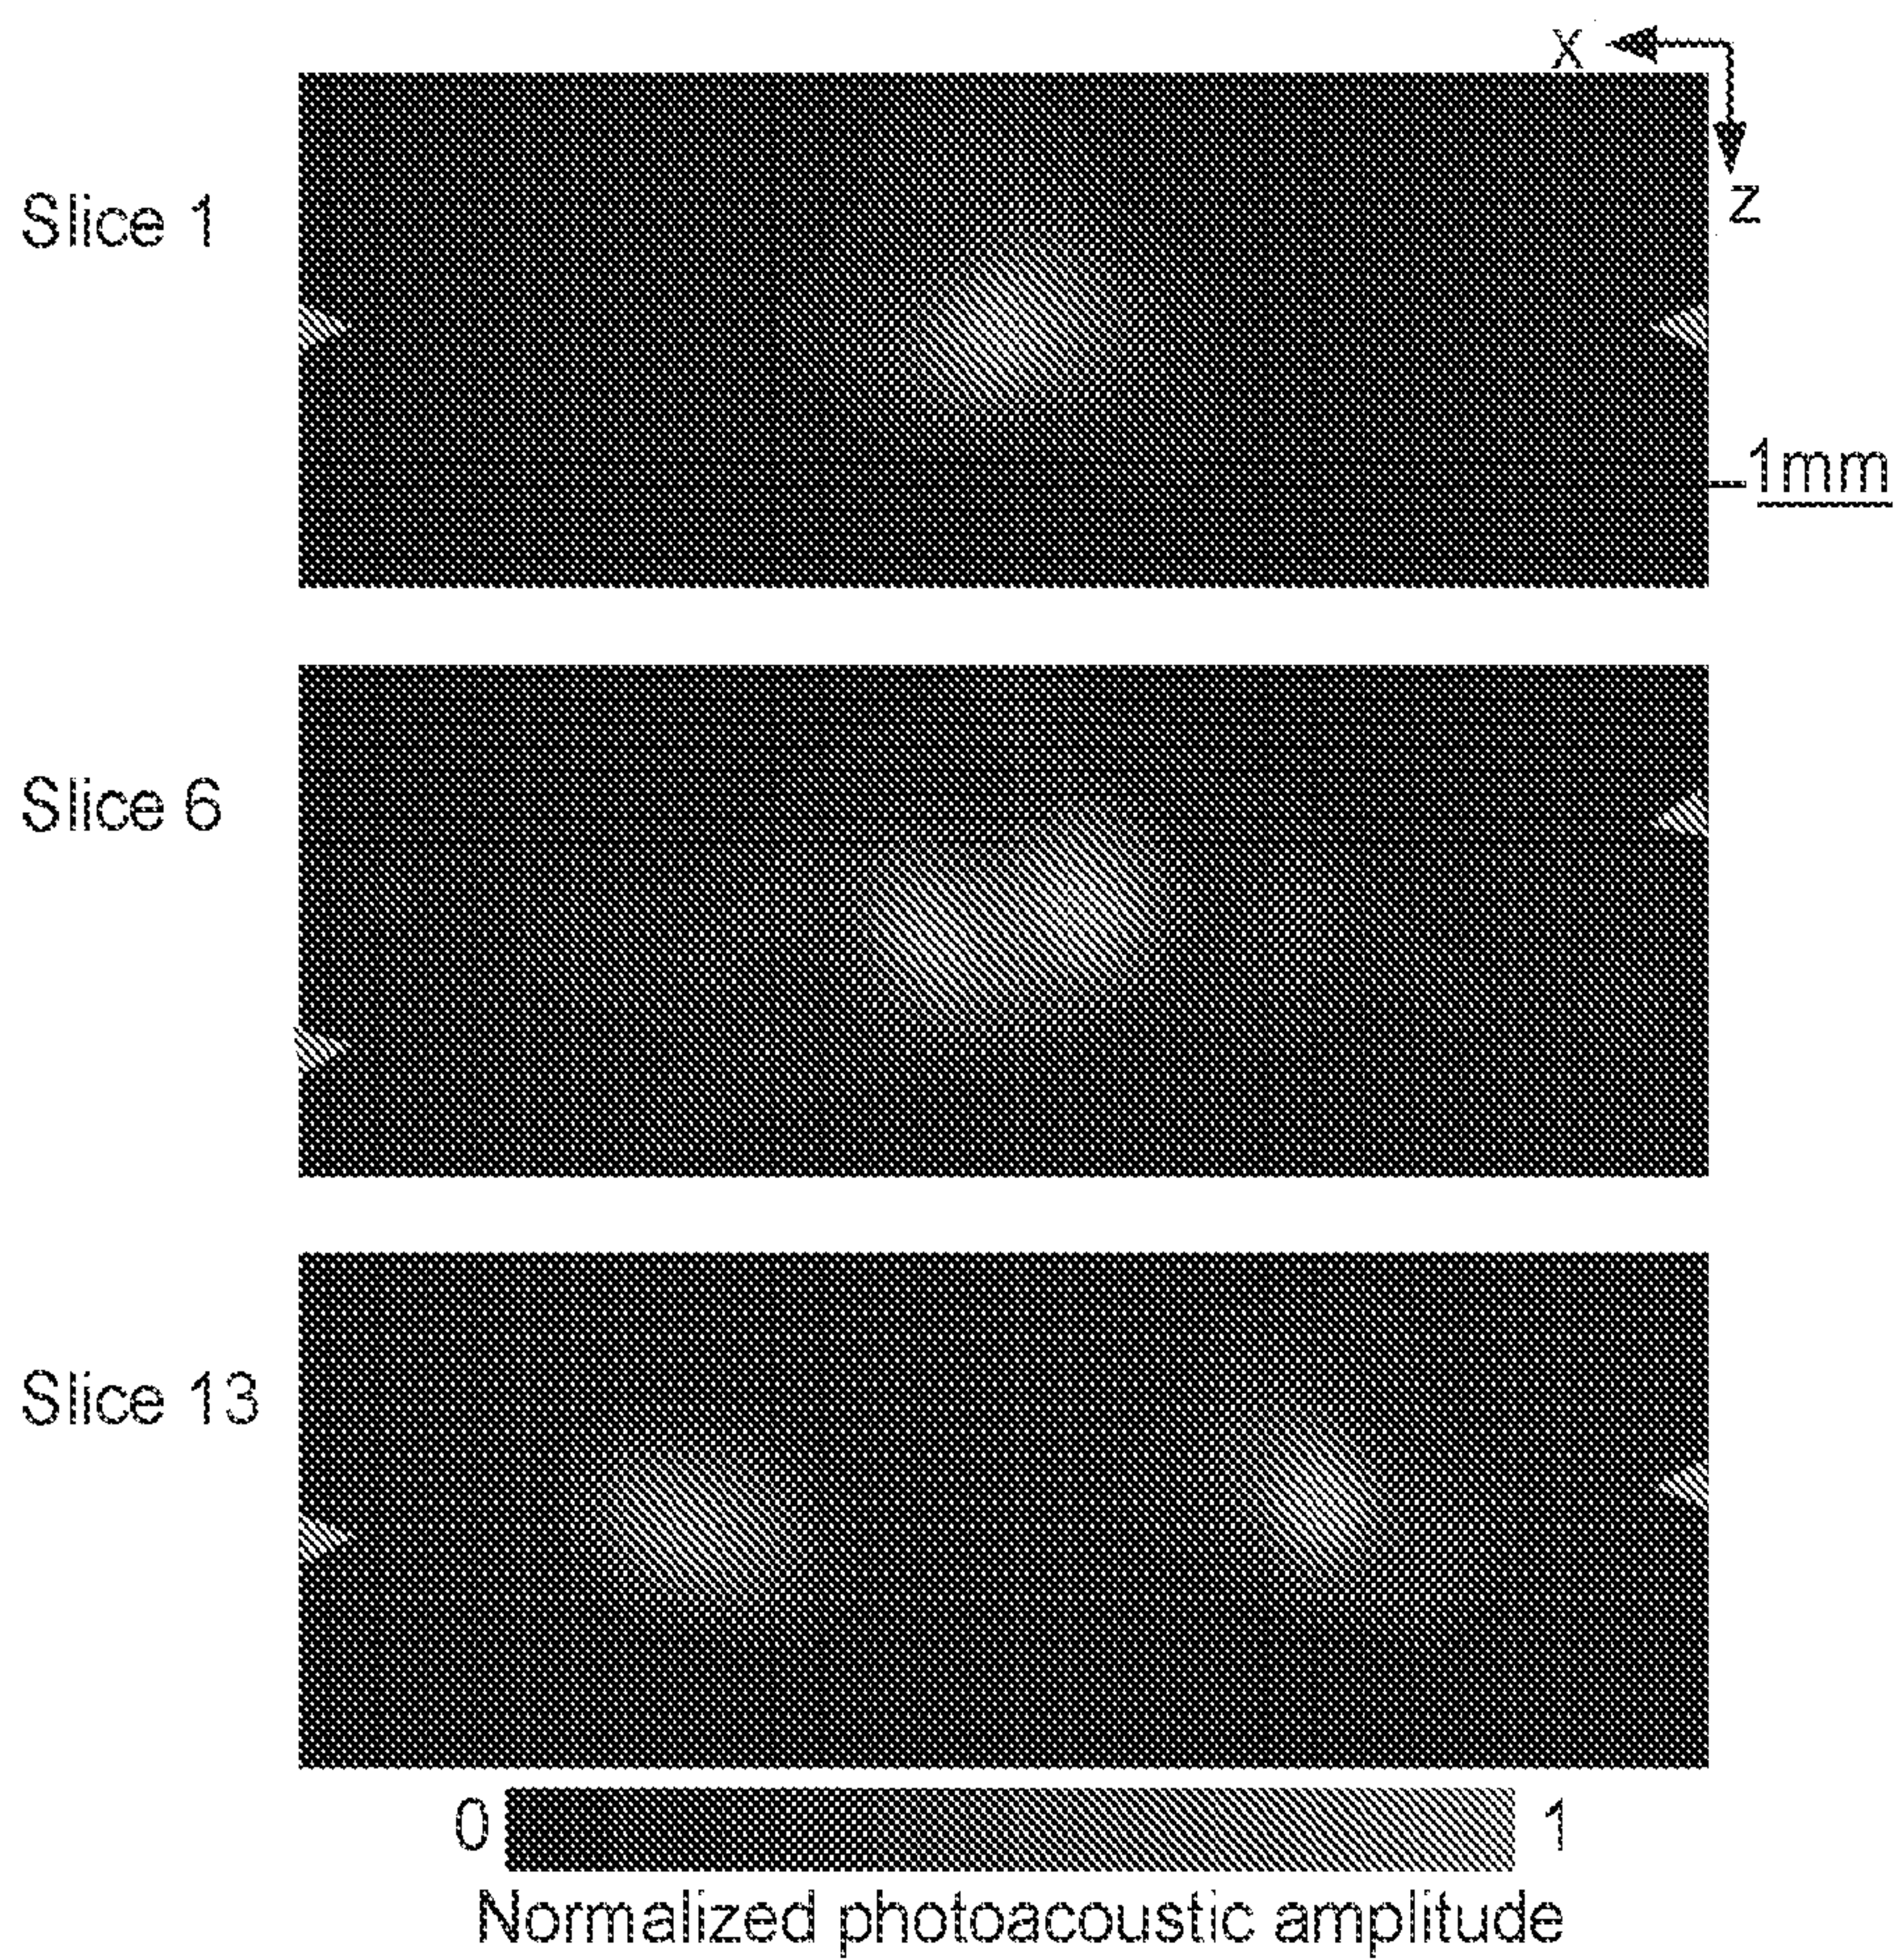 X
Z
Slice 1
1mm
Slice 6
Slice 13
0 1
Normalized photoacoustic amplitude